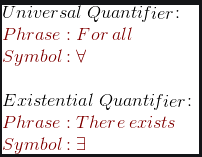 Universal Quantifier:
Phrase: For all
Symbol: ∀
Existential Quantifier:
Phrase: There exists
Symbol: ∃